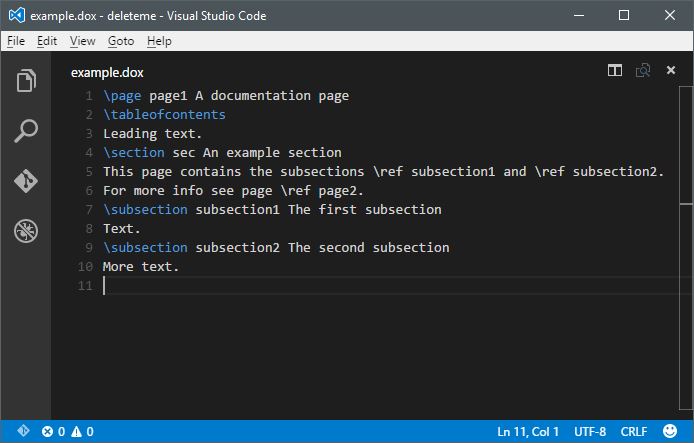 example.dox - deleteme - Visual Studio Code
File Edit View Goto Help
example.dox
1 \page page1 A documentation page
2 \tableofcontents
3 Leading text.
4 \section sec An example section
5 This page contains the subsections \ref subsection1 and \ref subsection2.
6 For more info see page \ref page2.
7 \subsection subsection1 The first subsection
8 Text.
9 \subsection subsection2 The second subsection
10 More text.
11
0 0 Ln 11, Col 1 UTF-8 CRLF